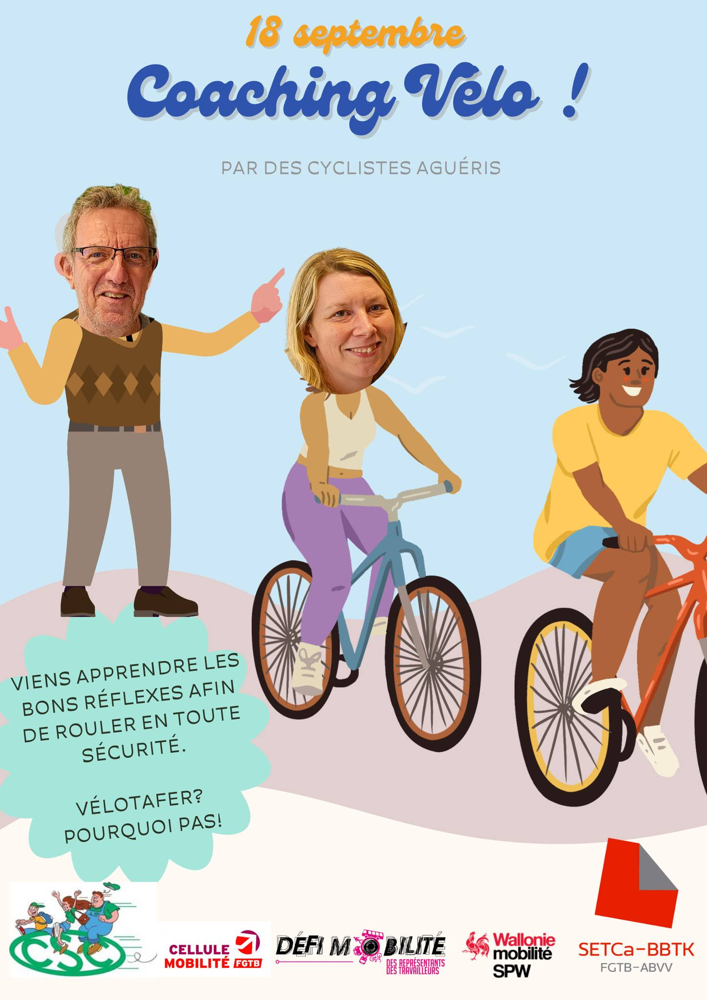 18 septembre
Coaching Vélo !
PAR DES CYCLISTES AGUÉRIS
VIENS APPRENDRE LES
BONS RÉFLEXES AFIN
DE ROULER EN TOUTE
SÉCURITÉ.
VÉLOTAFER?
POURQUOI PAS!
CSC
CELLULE
MOBILITÉ FGTB
DÉFI MOBILITÉ
DES REPRÉSENTANTS
DES TRAVAILLEURS
Wallonie
mobilité
SPW
SETCa-BBTK
FGTB-ABVV